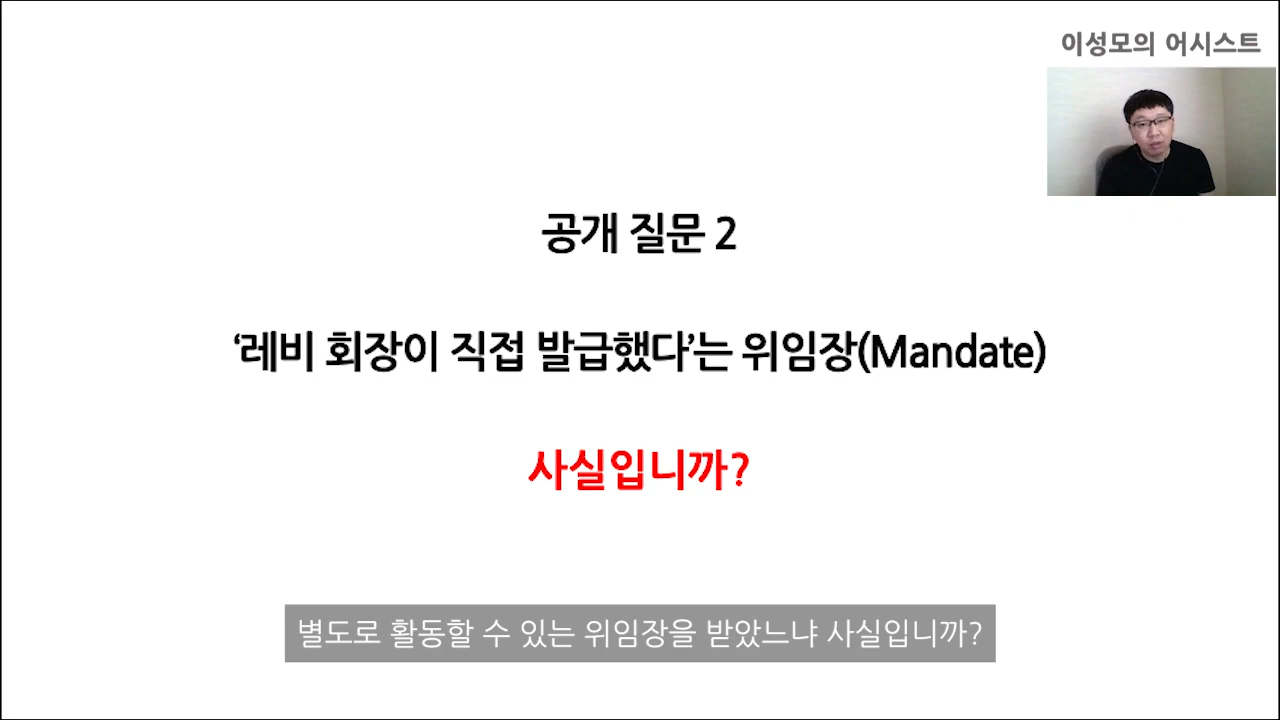 이성모의 어시스트
공개 질문 2
‘레비 회장이 직접 발급했다’는 위임장(Mandate)
사실입니까?
별도로 활동할 수 있는 위임장을 받았느냐 사실입니까?